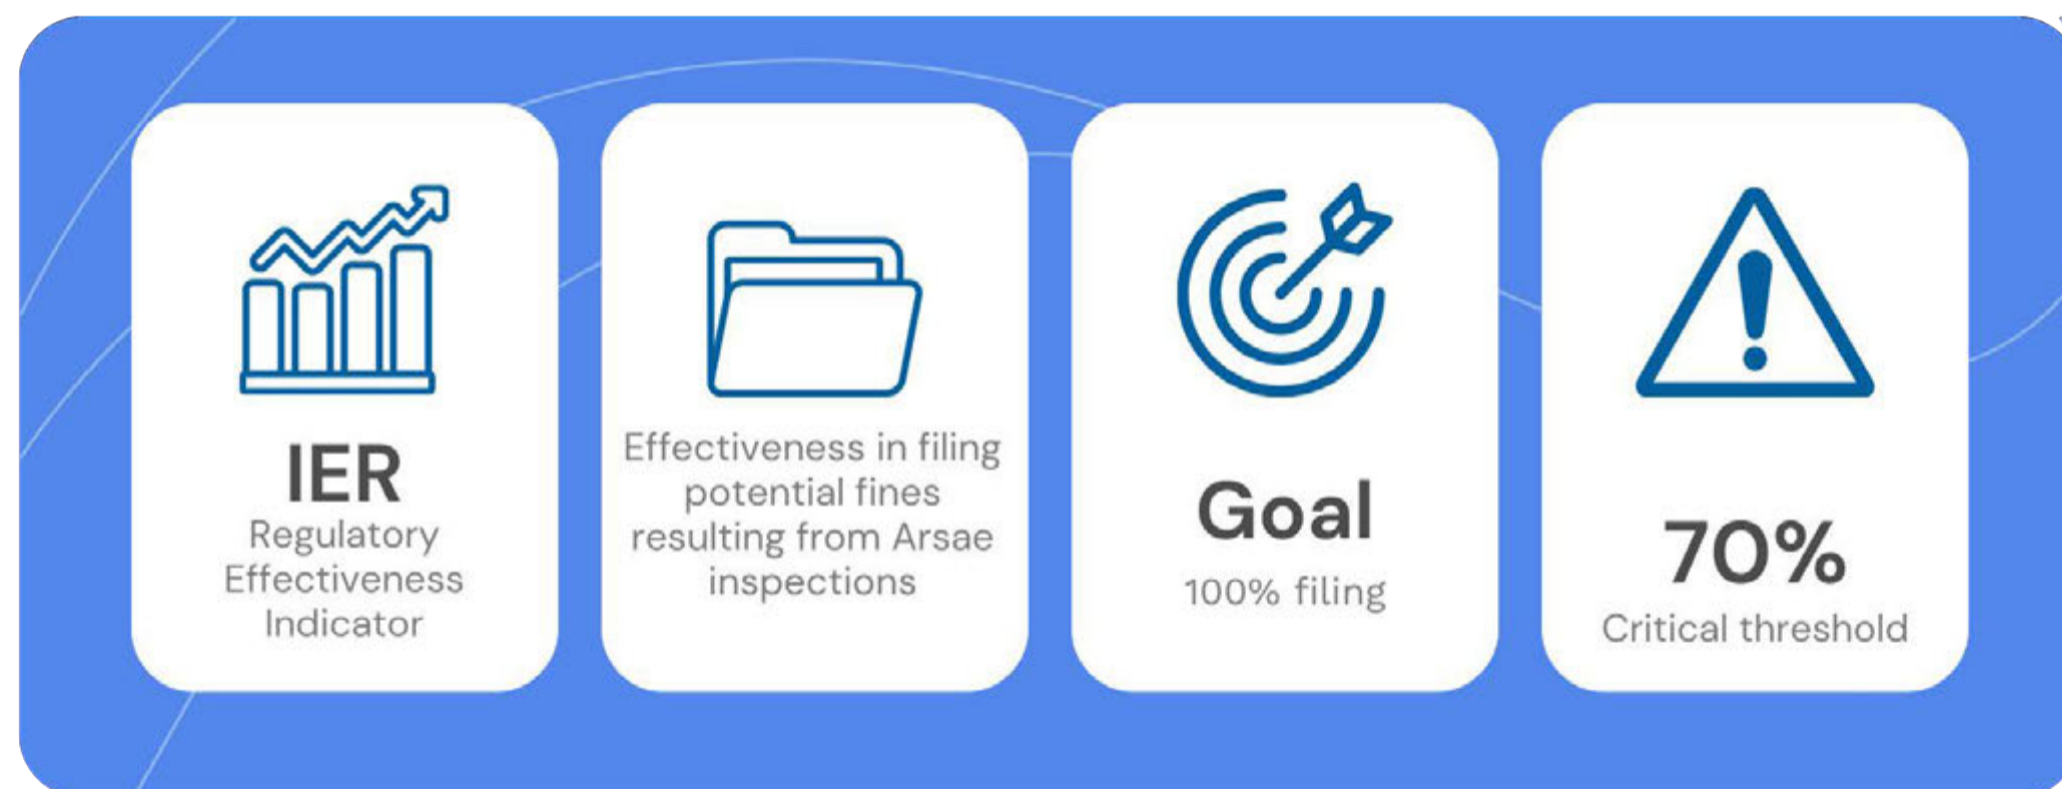 IER
Regulatory
Effectiveness
Indicator
Effectiveness in filing
potential fines
resulting from Arsae
inspections
Goal
100% filing
70%
Critical threshold